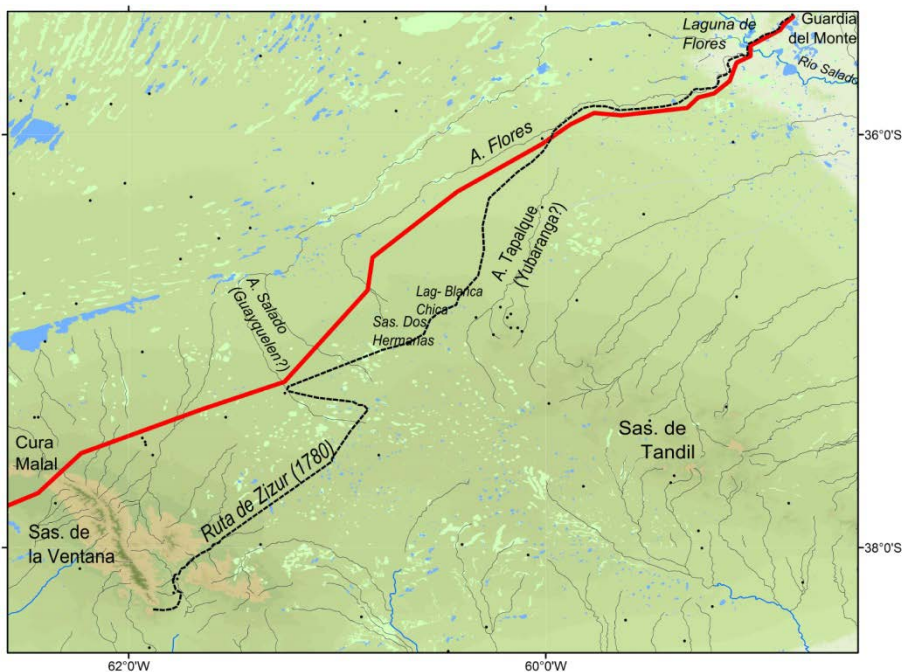 Laguna de
Flores
Guardia
del Monte
Rio Salado
36°0'S
A. Flores
A. Tapalque
(Yubaranga?)
A. Salado
(Guayquelen?)
Lag- Blanca
Chica
Sas. Dos
Hermanas
Cura
Malal
Sas. de
Tandil
Ruta de Zizur (1780)
Sas. de
la Ventana
38°0'S
62°0'W
60°0'W